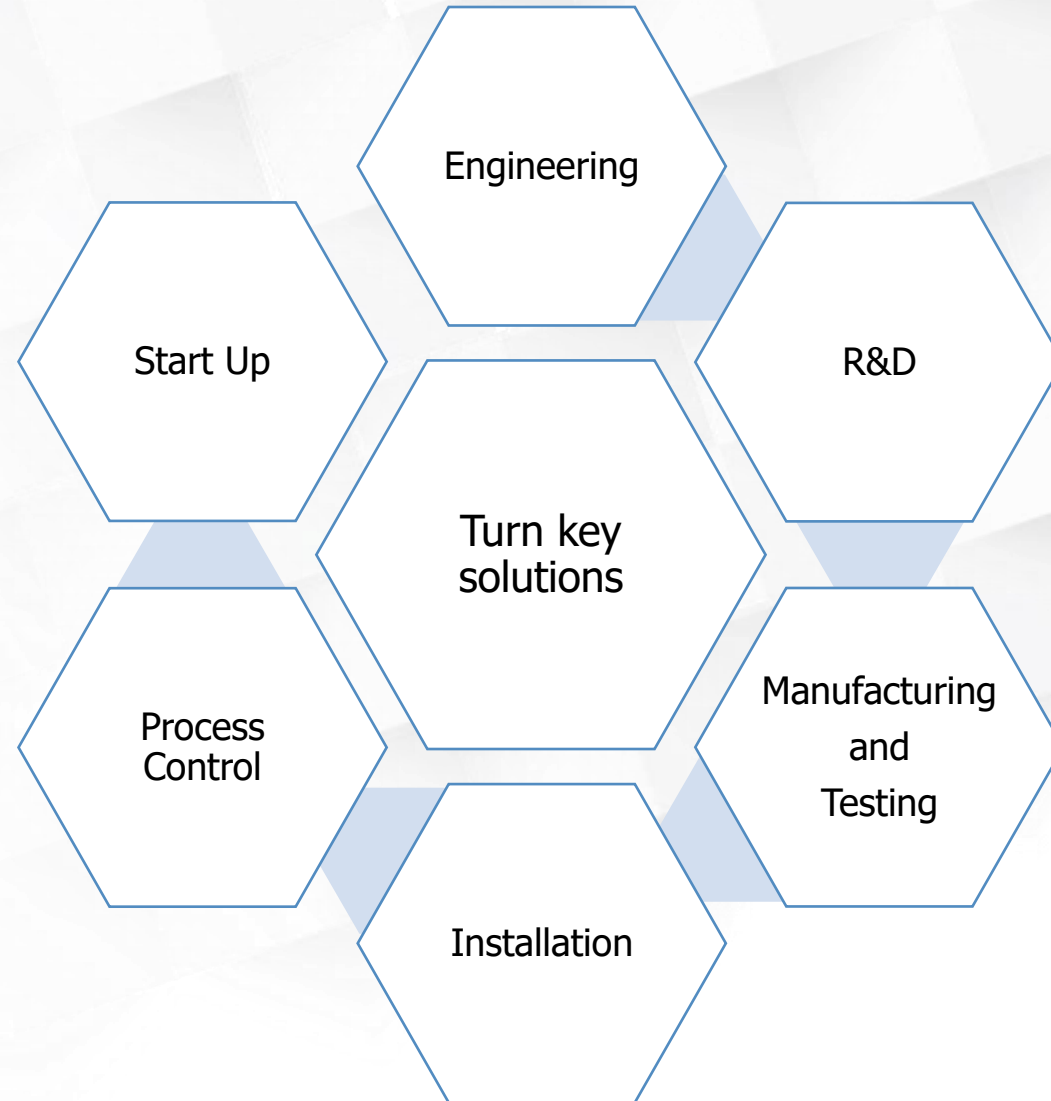 Engineering
Start Up
R&D
Turn key
solutions
Process
Control
Manufacturing
and
Testing
Installation